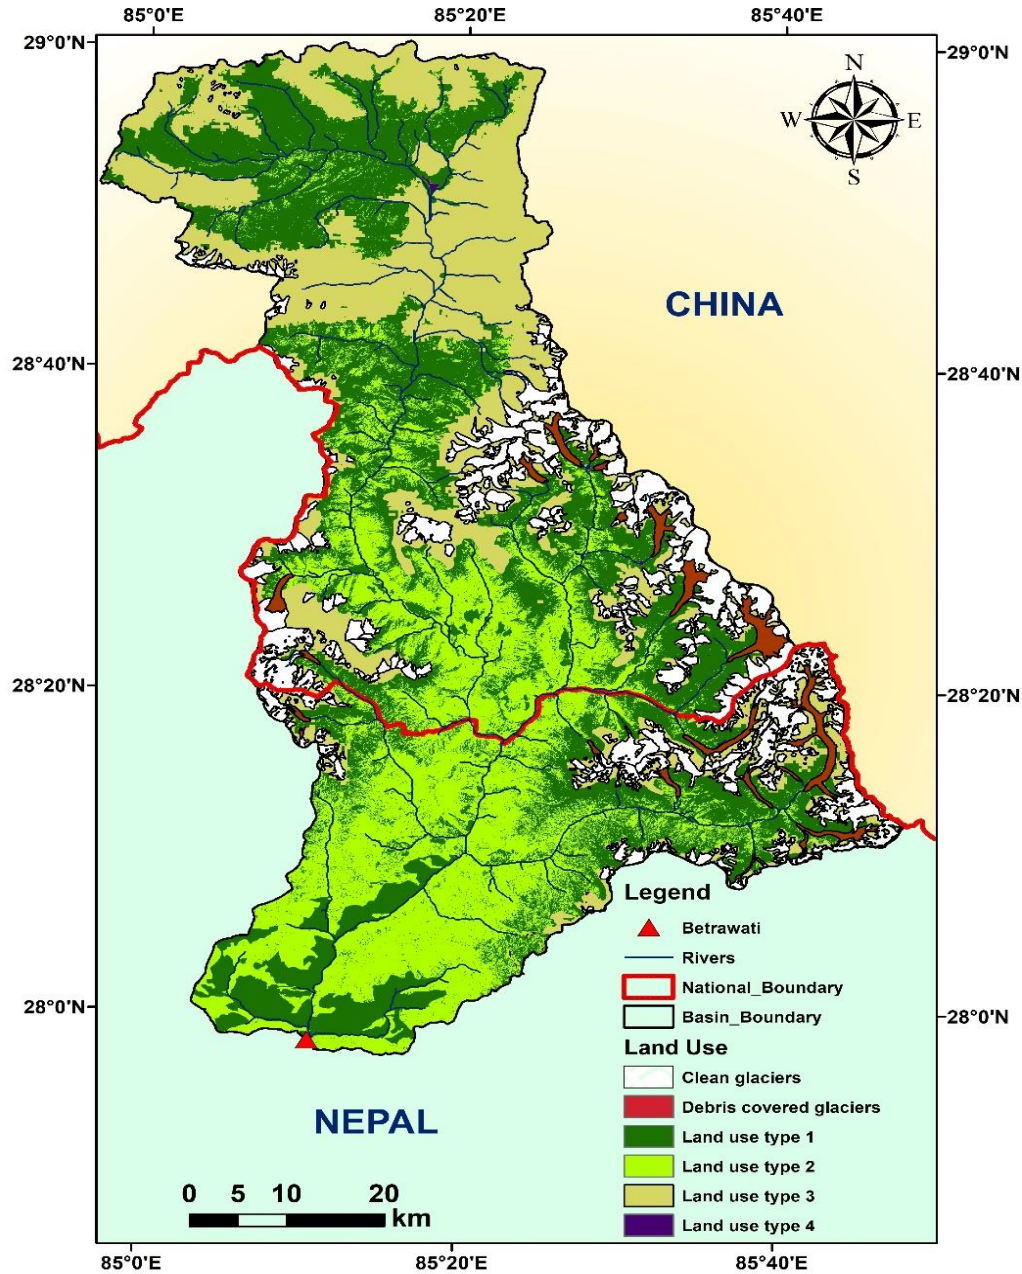 85°0'E 85°20'E 85°40'E
29°0'N
29°0'N
N
W E
S
CHINA
28°40'N
28°40'N
28°20'N
28°20'N
Legend
Betrawati
Rivers
National_Boundary
28°0'N
28°0'N
Basin_Boundary
Land Use
Clean glaciers
Debris covered glaciers
NEPAL
Land use type 1
Land use type 2
0 5 10 20
km
Land use type 3
Land use type 4
85°0'E 85°20'E 85°40'E